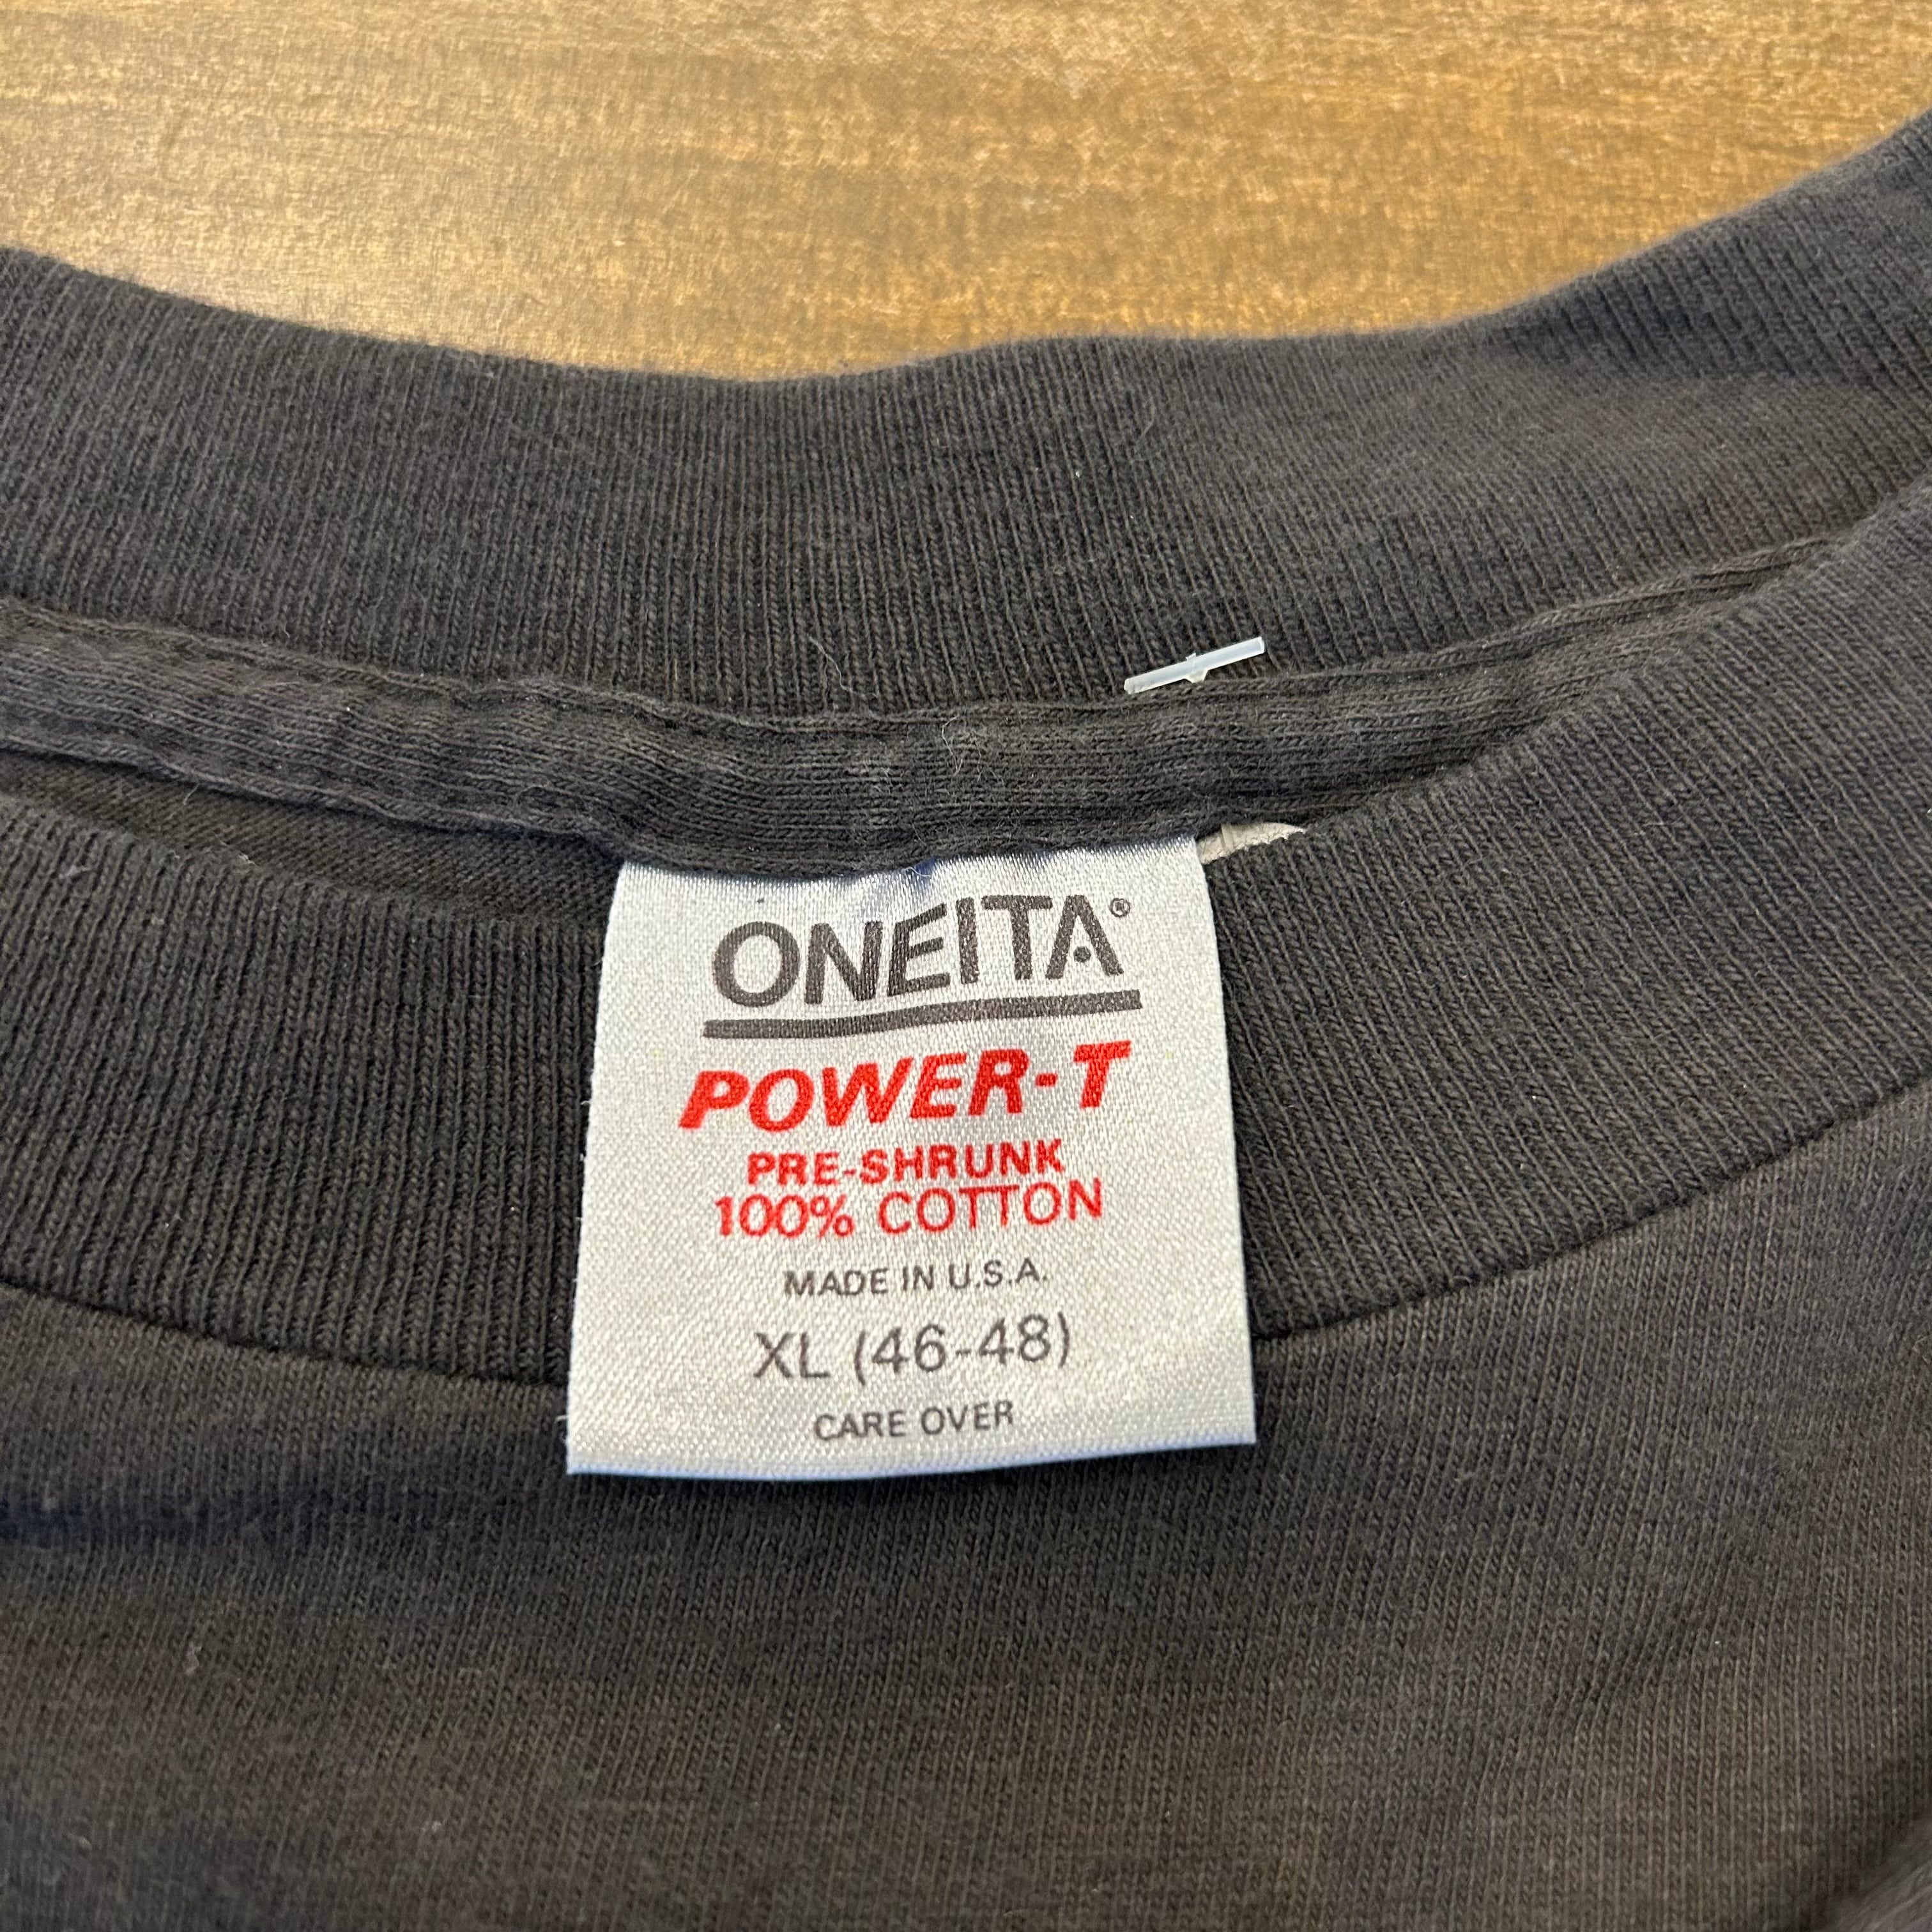 ONEITA®
POWER-T
PRE-SHRUNK
100% COTTON
MADE IN U.S.A.
XL (46-48)
CARE OVER